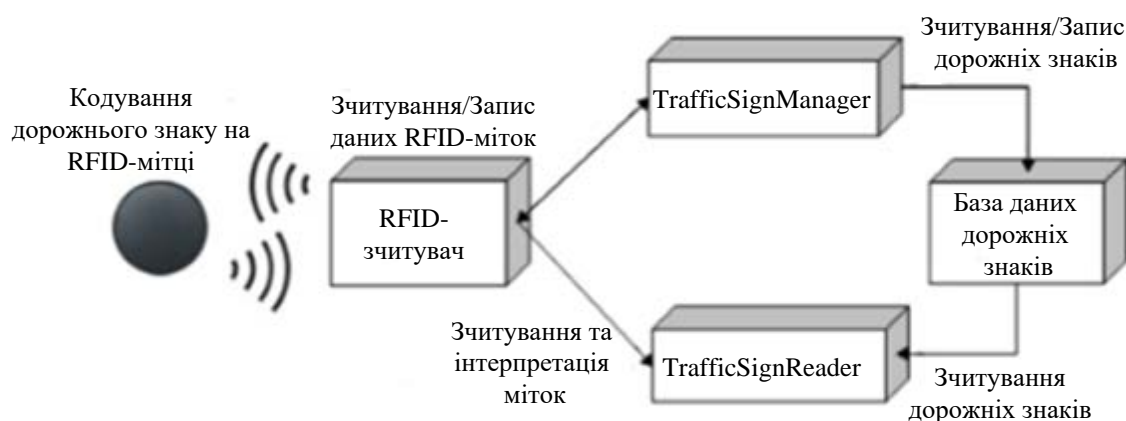 Кодування
дорожнього знаку на
RFID-мітці
Зчитування/Запис
даних RFID-міток
RFID-
зчитувач
TrafficSignManager
Зчитування/Запис
дорожніх знаків
База даних
дорожніх
знаків
Зчитування та
інтерпретація
міток
TrafficSignReader
Зчитування
дорожніх знаків